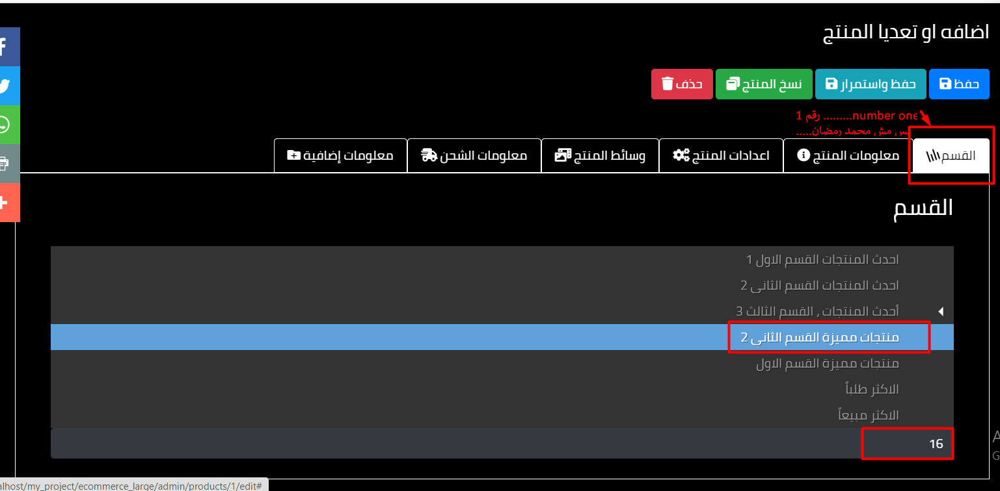 اضافه او تعديا المنتج
حفظ
حفظ واستمرار
نسخ المنتج
حذف
number one......... رقم 1
بس مش محمد رمضان.....
القسم
معلومات المنتج
اعدادات المنتج
وسائط المنتج
معلومات الشحن
معلومات إضافية
القسم
احدث المنتجات القسم الاول 1
احدث المنتجات القسم الثانى 2
أحدث المنتجات , القسم الثالث 3
منتجات مميزة القسم الثانى 2
منتجات مميزة القسم الاول
الاكثر طلباً
الاكثر مبيعاً
16
alhost/my_project/ecommerce_large/admin/products/1/edit#